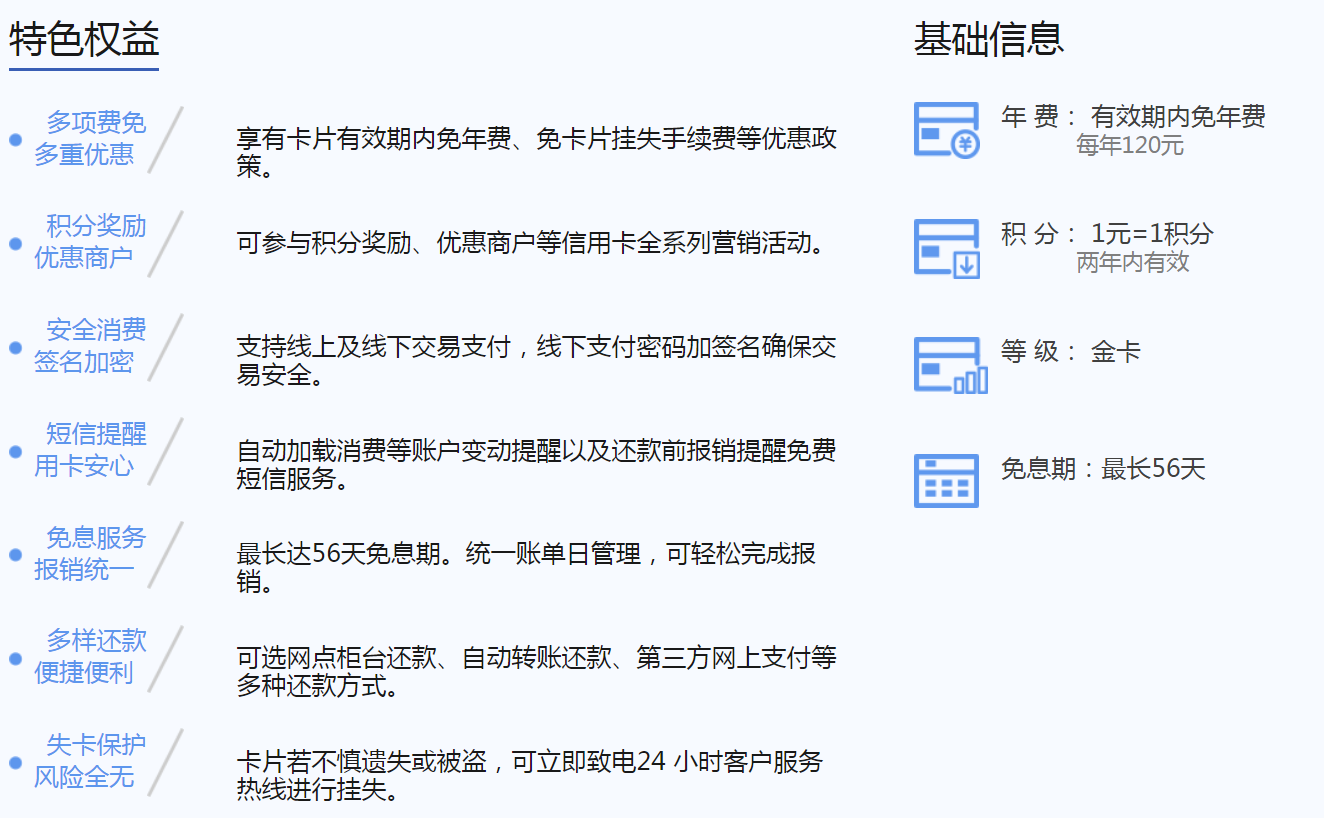 特色权益
多项费免
多重优惠
享有卡片有效期内免年费、免卡片挂失手续费等优惠政
策。
积分奖励
优惠商户
可参与积分奖励、优惠商户等信用卡全系列营销活动。
安全消费
签名加密
支持线上及线下交易支付，线下支付密码加签名确保交
易安全。
短信提醒
用卡安心
自动加载消费等账户变动提醒以及还款前报销提醒免费
短信服务。
免息服务
报销统一
最长达56天免息期。统一账单日管理，可轻松完成报
销。
多样还款
便捷便利
可选网点柜台还款、自动转账还款、第三方网上支付等
多种还款方式。
失卡保护
风险全无
卡片若不慎遗失或被盗，可立即致电24 小时客户服务
热线进行挂失。
基础信息
年 费： 有效期内免年费
每年120元
积 分： 1元=1积分
两年内有效
等 级： 金卡
免息期：最长56天